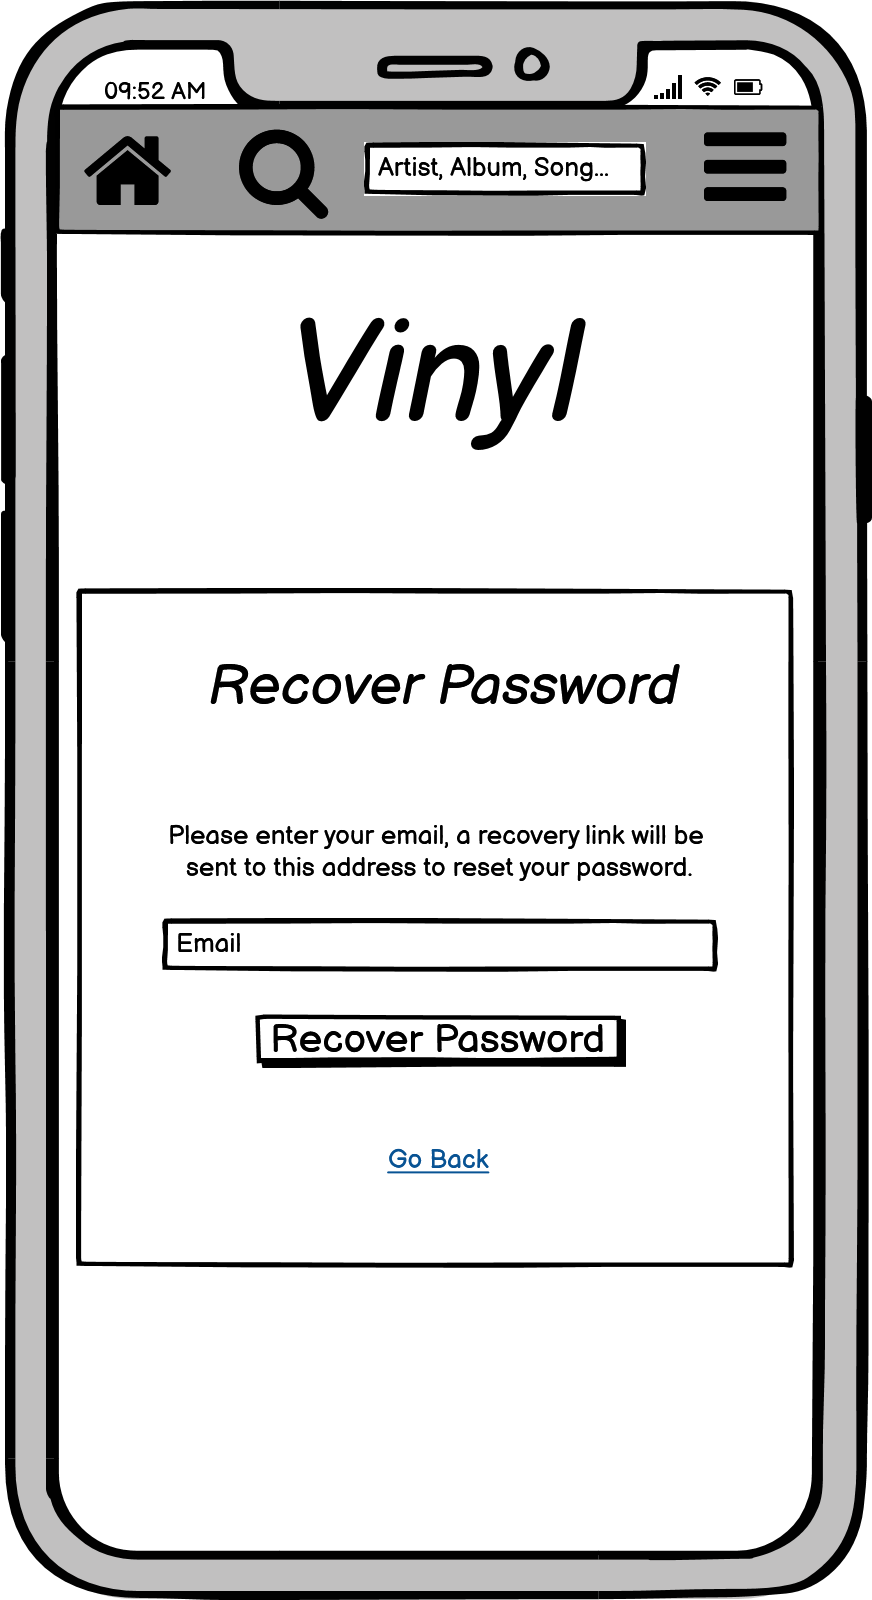 09:52 AM
Artist, Album, Song...
Vinyl
Recover Password
Please enter your email, a recovery link will be
sent to this address to reset your password.
Email
Recover Password
Go Back